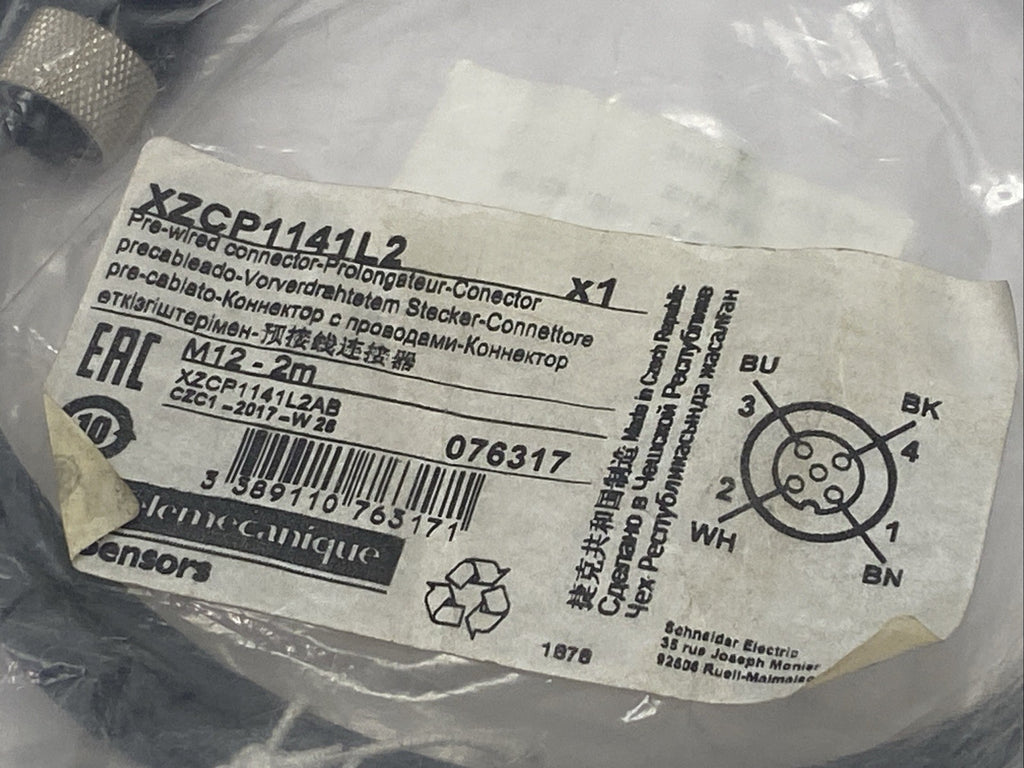 XZCP1141L2
x1
Pre-wired connector-Prolongateur-Conector
precableado-Vorverdrahtetem Stecker-Connettore
pre-cablato-Коннектор с проводами-Коннектор
өткізгіштерімен-预接线连接器
EAC
M12 - 2m
XZCP1141L2AB
CZC1 -2017-W 26
10
076317
3 389110 763171
elemecanique
Sensors
1878
捷克共和国制造 Made in Czech Republic
Сделано в Чешской Республике
Чех Республикасында жасалған
BU
3
BK
4
2
WH
1
BN
Schneider Electric
35 rue Joseph Monier
92506 Rueil-Malmaison